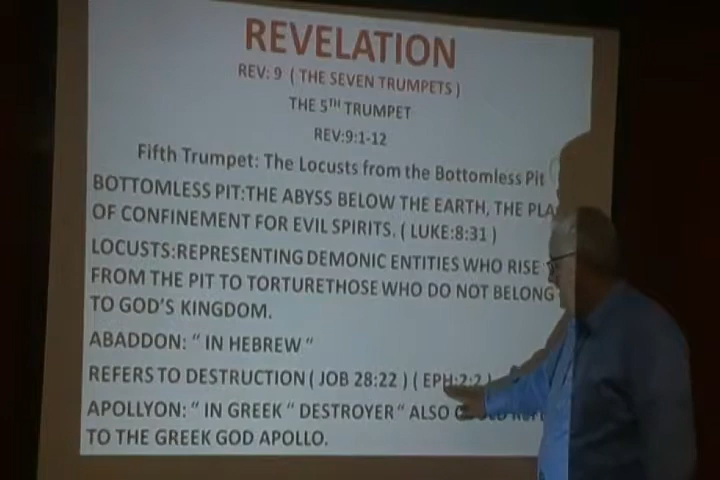 REVELATION
REV: 9 ( THE SEVEN TRUMPETS )
THE 5TH TRUMPET
REV:9:1-12
Fifth Trumpet: The Locusts from the Bottomless Pit
BOTTOMLESS PIT:THE ABYSS BELOW THE EARTH, THE
OF CONFINEMENT FOR EVIL SPIRITS. ( LUKE:8:31 )
LOCUSTS:REPRESENTING DEMONIC ENTITIES WHO RISE
FROM THE PIT TO TORTURETHOSE WHO DO NOT BELONG
TO GOD'S KINGDOM.
ABADDON: " IN HEBREW "
REFERS TO DESTRUCTION ( JOB 28:22 ) ( EPH:2:2 )
APOLLYON: " IN GREEK " DESTROYER " ALSO
TO THE GREEK GOD APOLLO.